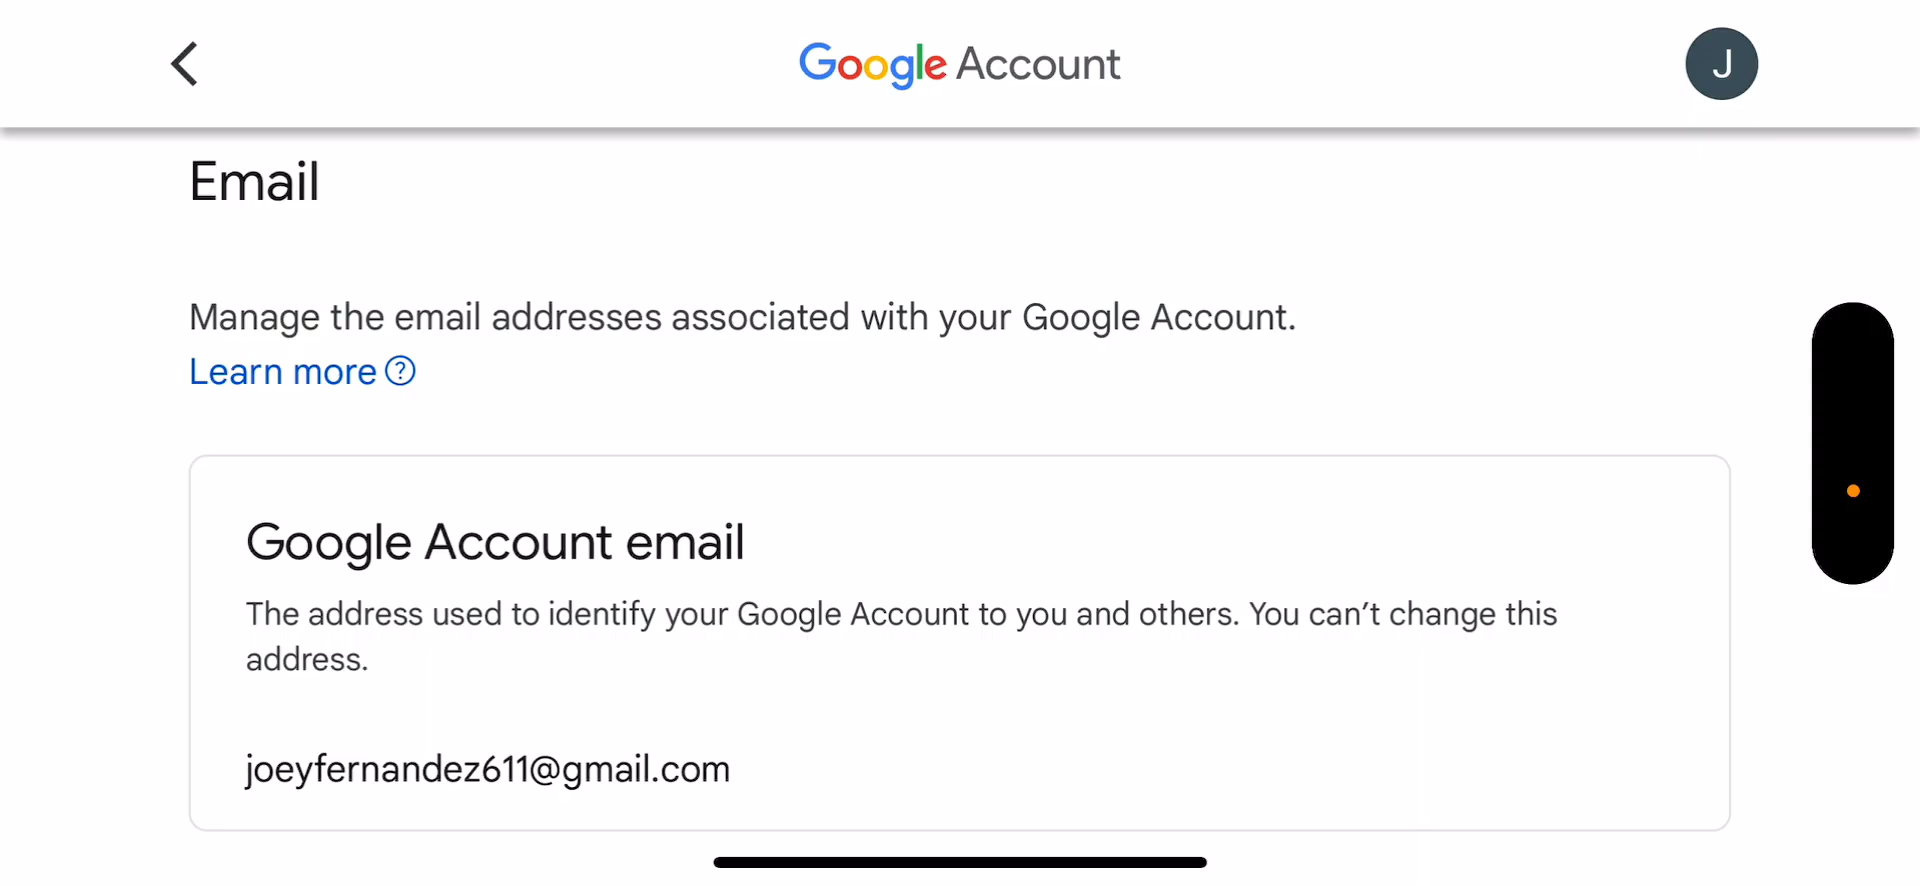 Google Account
J
Email
Manage the email addresses associated with your Google Account.
Learn more
Google Account email
The address used to identify your Google Account to you and others. You can’t change this
address.
joeyfernandez611@gmail.com